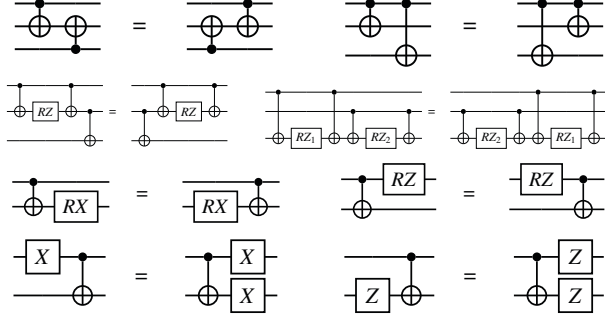 = =
RZ = RZ RZ₁ RZ₂ = RZ₂ RZ₁
RX = RX RZ = RZ
X = X X
Z = Z Z